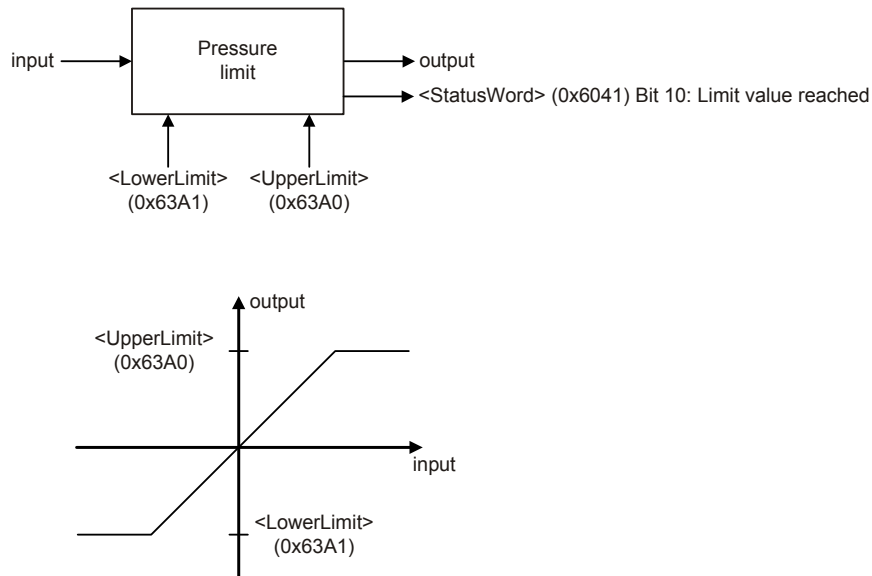 Pressure
limit
input
output
<StatusWord> (0x6041) Bit 10: Limit value reached
<LowerLimit>
(0x63A1)
<UpperLimit>
(0x63A0)
output
<UpperLimit>
(0x63A0)
input
<LowerLimit>
(0x63A1)